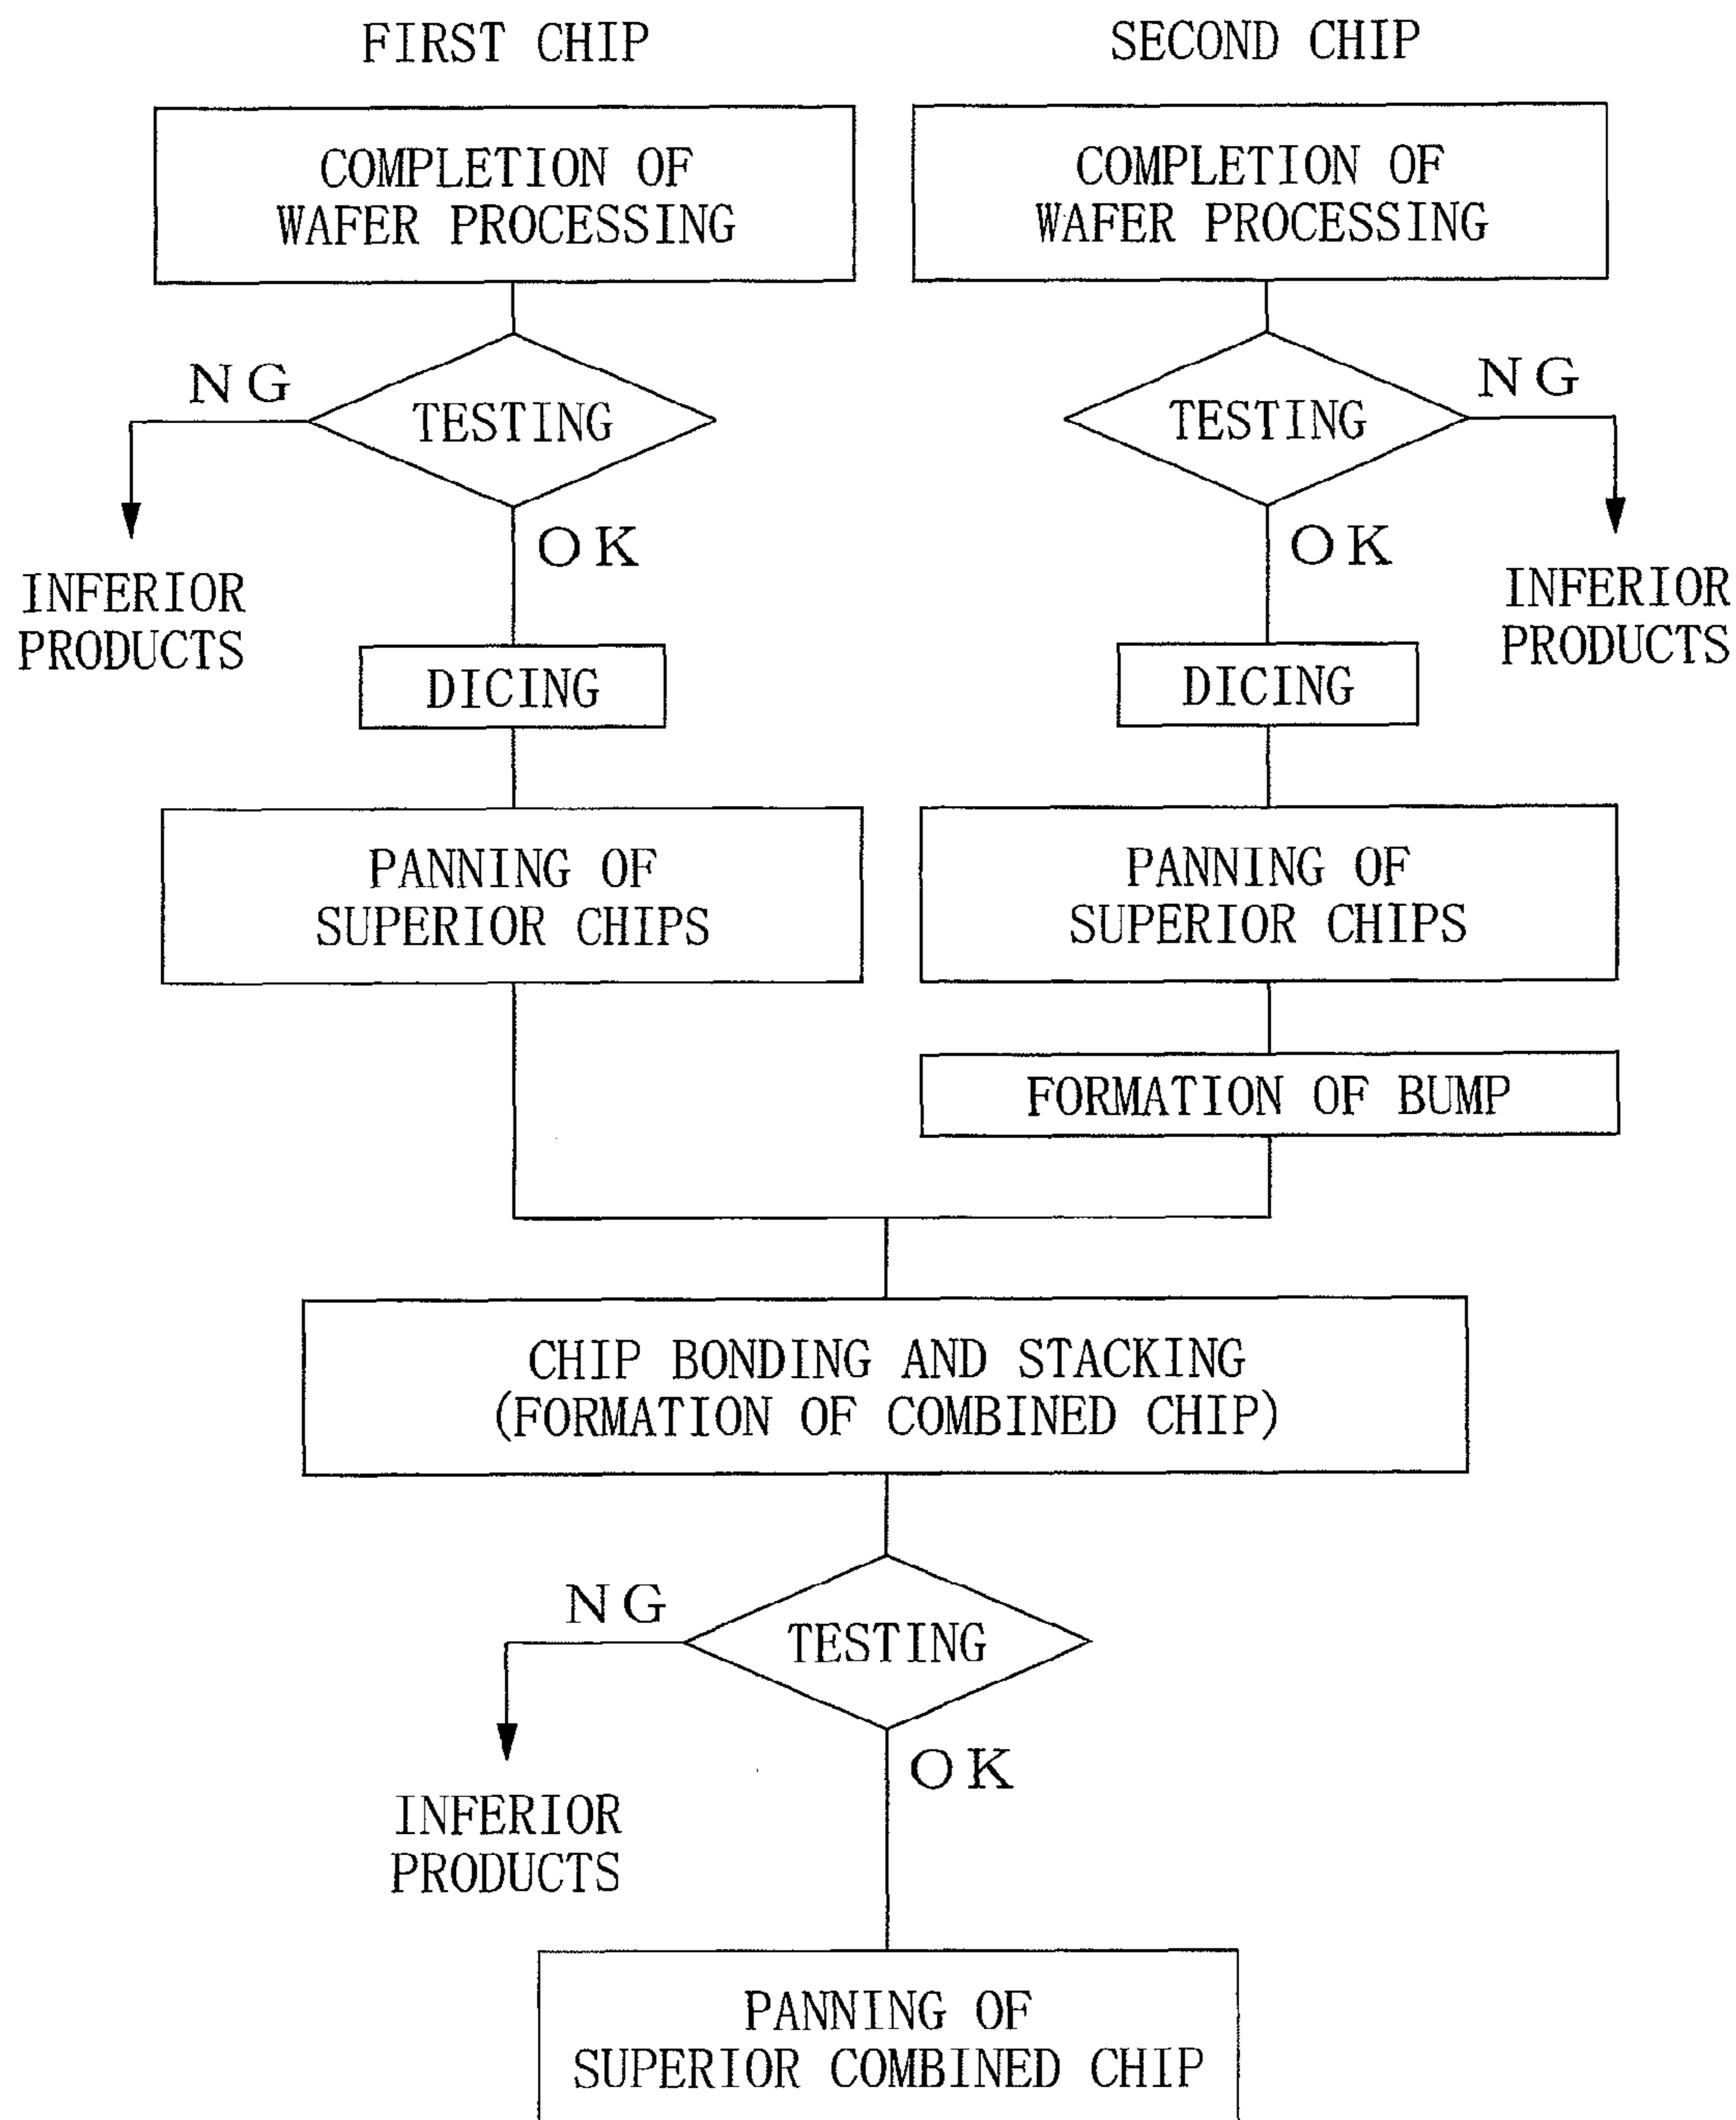 FIRST CHIP
SECOND CHIP
COMPLETION OF
WAFER PROCESSING
COMPLETION OF
WAFER PROCESSING
NG
TESTING
TESTING
NG
OK
OK
INFERIOR
PRODUCTS
INFERIOR
PRODUCTS
DICING
DICING
PANNING OF
SUPERIOR CHIPS
PANNING OF
SUPERIOR CHIPS
FORMATION OF BUMP
CHIP BONDING AND STACKING
(FORMATION OF COMBINED CHIP)
NG
TESTING
OK
INFERIOR
PRODUCTS
PANNING OF
SUPERIOR COMBINED CHIP